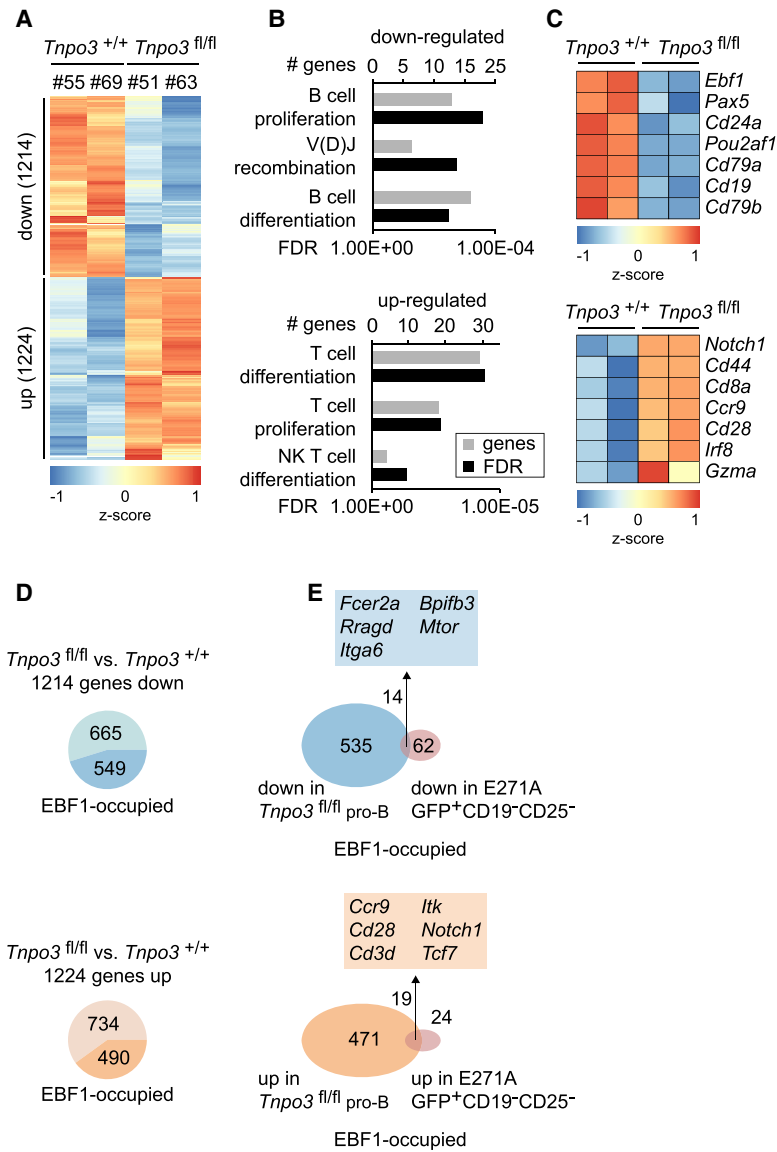 A
Tnpo3 +/+ Tnpo3 fl/fl
#55 #69 #51 #63
down (1214)
up (1224)
-1 0 1
z-score
B
down-regulated
# genes 0 5 10 15 25
B cell
proliferation
V(D)J
recombination
B cell
differentiation
FDR 1.00E+00 1.00E-04
up-regulated
# genes 0 10 20 30
T cell
differentiation
T cell
proliferation
NK T cell
differentiation
genes
FDR
FDR 1.00E+00 1.00E-05
C
Tnpo3 +/+ Tnpo3 fl/fl
Ebf1
Pax5
Cd24a
Pou2af1
Cd79a
Cd19
Cd79b
-1 0 1
z-score
Tnpo3 +/+ Tnpo3 fl/fl
Notch1
Cd44
Cd8a
Ccr9
Cd28
Irf8
Gzma
-1 0 1
z-score
D
Tnpo3 fl/fl vs. Tnpo3 +/+
1214 genes down
665
549
EBF1-occupied
Tnpo3 fl/fl vs. Tnpo3 +/+
1224 genes up
734
490
EBF1-occupied
E
Fcer2a Bpifb3
Rragd Mtor
Itga6
14
535 62
down in down in E271A
Tnpo3 fl/fl pro-B GFP+CD19-CD25-
EBF1-occupied
Ccr9 Itk
Cd28 Notch1
Cd3d Tcf7
19
24
471
up in up in E271A
Tnpo3 fl/fl pro-B GFP+CD19-CD25-
EBF1-occupied